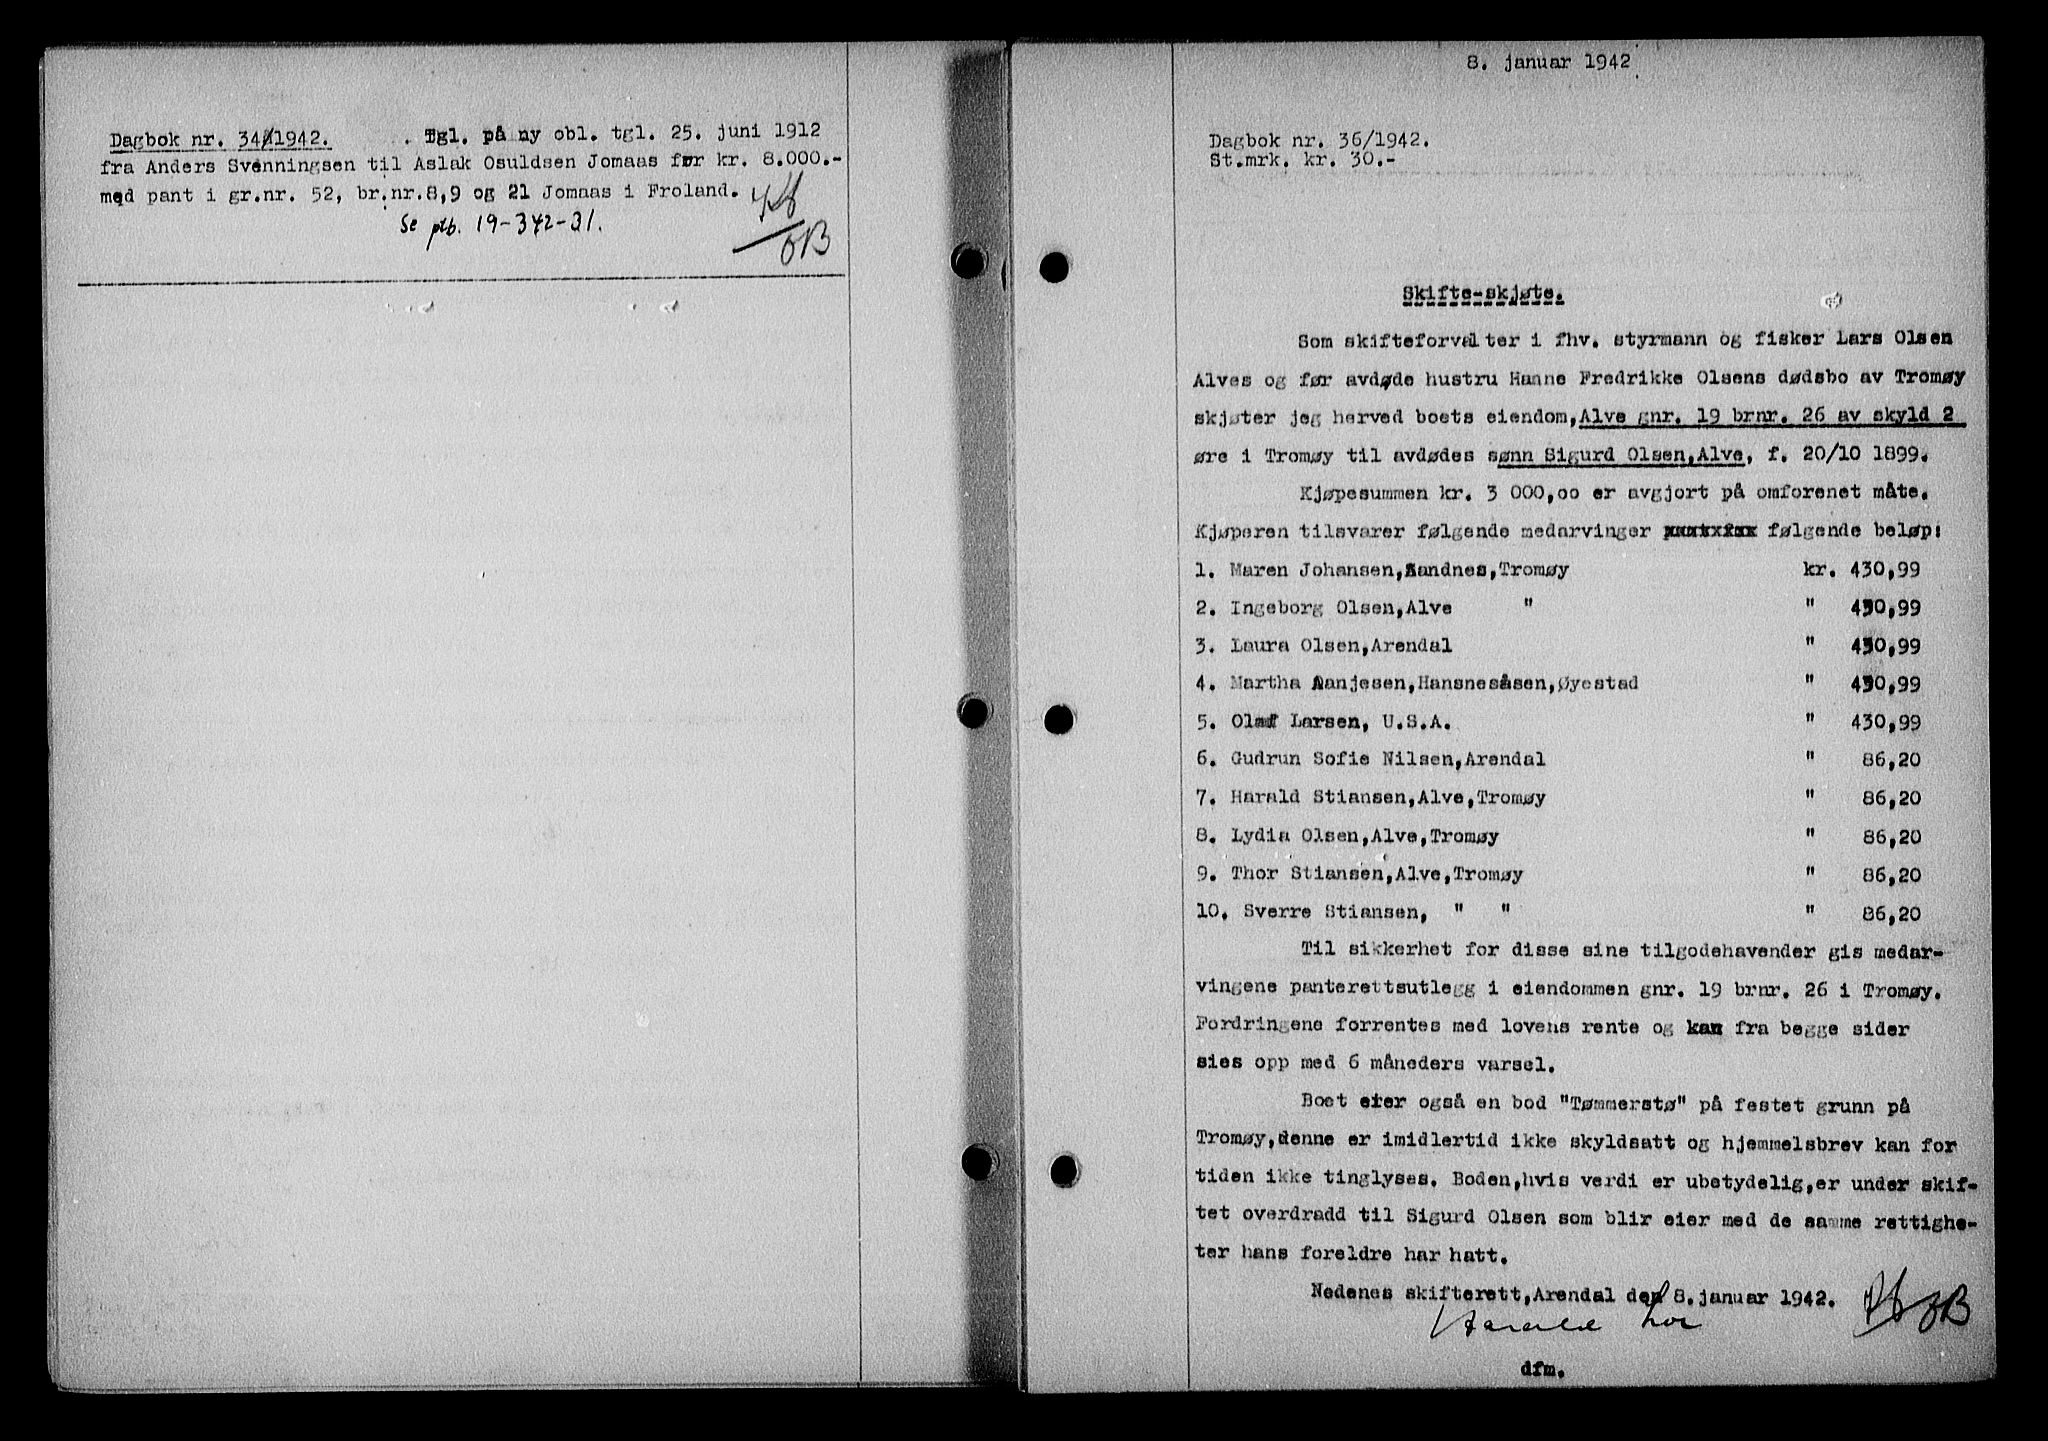 Dagbok nr. 34/1942. . Tgl. på ny obl. tgl. 25. juni 1912
fra Anders Svenningsen til Aslak Osuldsen Jomaas før kr. 8.000.-
med pant i gr.nr. 52, br.nr.8,9 og 21 Jomaas i Froland.
Se ptb. 19-342-31.
OB
8. januar 1942
Dagbok nr. 36/1942.
St.mrk. kr. 30.-
Skifte-skjøte.
Som skifteforvalter i fhv. styrmann og fisker Lars Olsen
Alves og før avdøde hustru Hanne Fredrikke Olsens dødsbo av Tromøy
skjøter jeg herved boets eiendom,Alve gnr. 19 brnr. 26 av skyld 2
øre i Tromøy til avdødes sønn Sigurd Olsen,Alve, f. 20/10 1899.
Kjøpesummen kr. 3 000,00 er avgjort på omforenet måte.
Kjøperen tilsvarer følgende medarvinger følgende beløp:
1. Maren Johansen,Sandnes,Tromøy kr. 430,99
2. Ingeborg Olsen,Alve " " 430,99
3. Laura Olsen,Arendal " 430,99
4. Martha Aanjesen,Hansnesåsen,Øyestad " 430,99
5. Olaf Larsen, U.S.A. " 430,99
6. Gudrun Sofie Nilsen,Arendal " 86,20
7. Harald Stiansen,Alve,Tromøy " 86,20
8. Lydia Olsen,Alve,Tromøy " 86,20
9. Thor Stiansen,Alve,Tromøy " 86,20
10. Sverre Stiansen, " " " 86,20
Til sikkerhet for disse sine tilgodehavender gis medar-
vingene panterettsutlegg i eiendommen gnr. 19 brnr. 26 i Tromøy.
Fordringene forrentes med lovens rente og kan fra begge sider
sies opp med 6 måneders varsel.
Boet eier også en bod "Tømmerstø" på festet grunn på
Tromøy,denne er imidlertid ikke skyldsatt og hjemmelsbrev kan for
tiden ikke tinglyses. Boden,hvis verdi er ubetydelig,er under skif-
tet overdradd til Sigurd Olsen som blir eier med de samme rettighe-
ter hans foreldre har hatt.
Nedenes skifterett,Arendal den 8.januar 1942.
Harald OB
dfm.